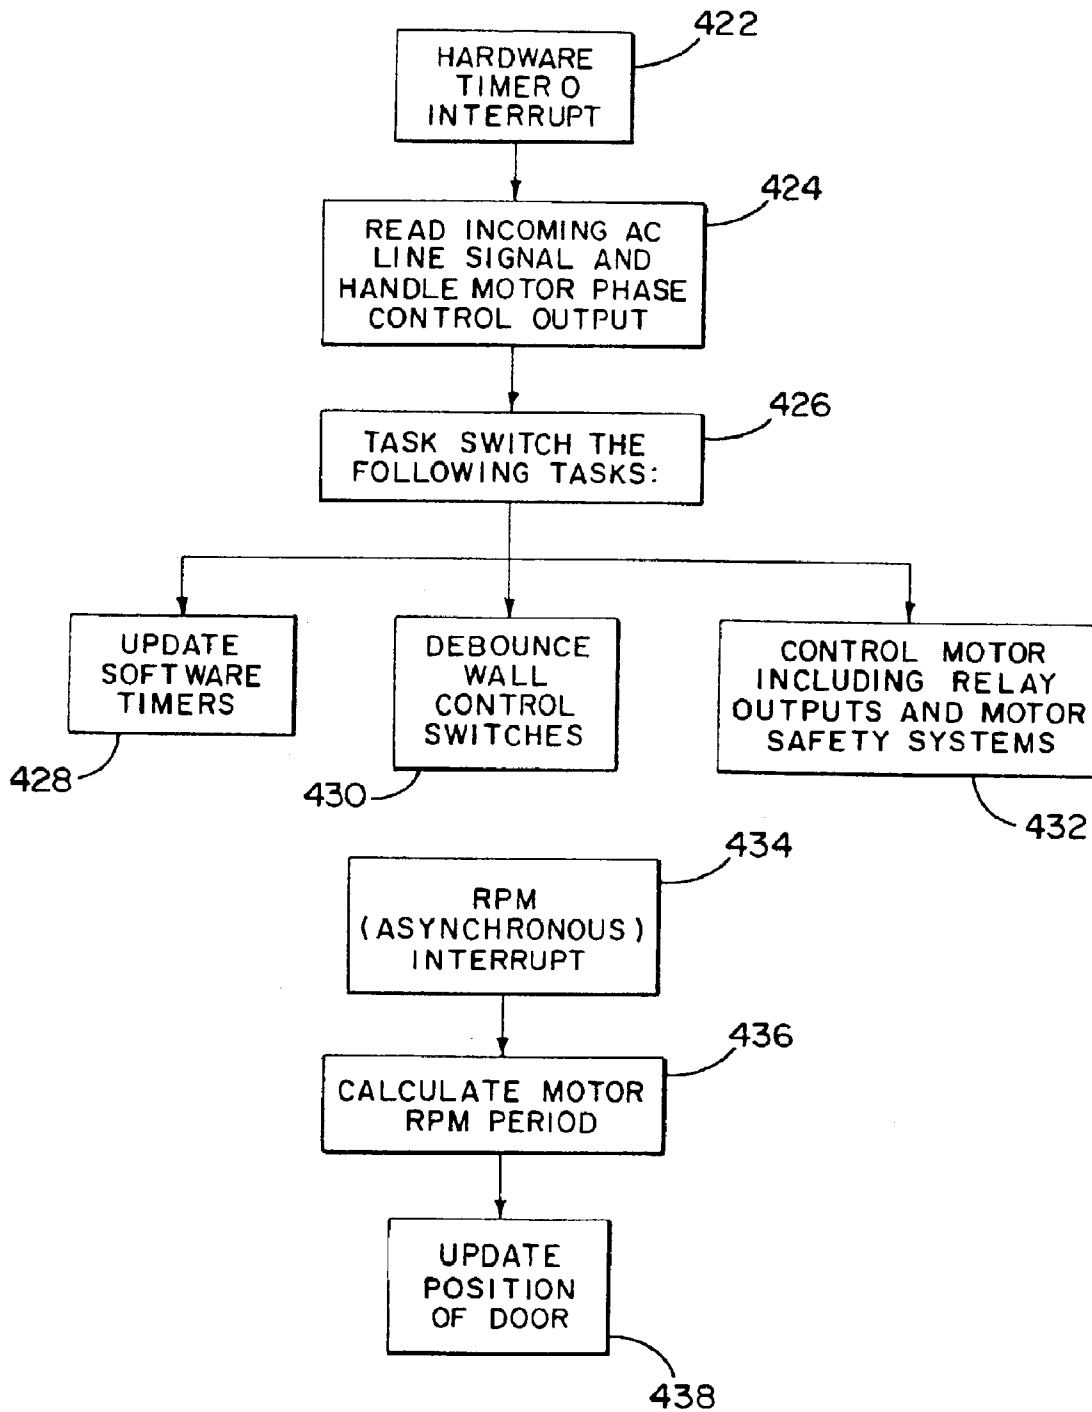 422
HARDWARE
TIMER 0
INTERRUPT
424
READ INCOMING AC
LINE SIGNAL AND
HANDLE MOTOR PHASE
CONTROL OUTPUT
426
TASK SWITCH THE
FOLLOWING TASKS:
UPDATE
SOFTWARE
TIMERS
428
DEBOUNCE
WALL
CONTROL
SWITCHES
430
CONTROL MOTOR
INCLUDING RELAY
OUTPUTS AND MOTOR
SAFETY SYSTEMS
432
434
RPM
(ASYNCHRONOUS)
INTERRUPT
436
CALCULATE MOTOR
RPM PERIOD
UPDATE
POSITION
OF DOOR
438